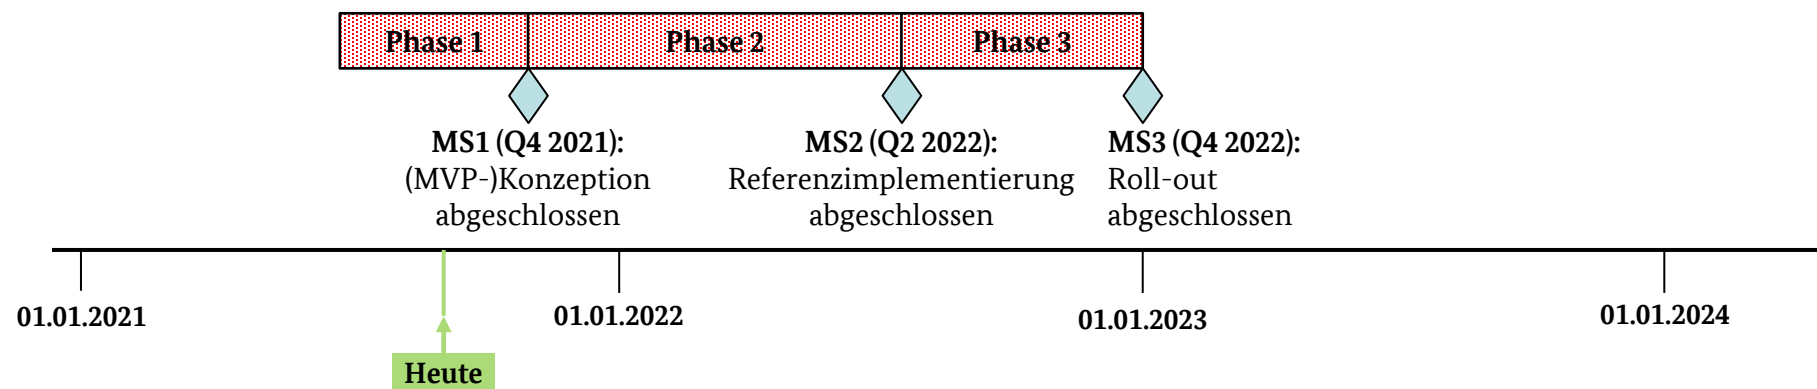 Phase 1
Phase 2
Phase 3
MS1 (Q4 2021):
(MVP-)Konzeption
abgeschlossen
MS2 (Q2 2022):
Referenzimplementierung
abgeschlossen
MS3 (Q4 2022):
Roll-out
abgeschlossen
01.01.2021
01.01.2022
01.01.2023
01.01.2024
Heute